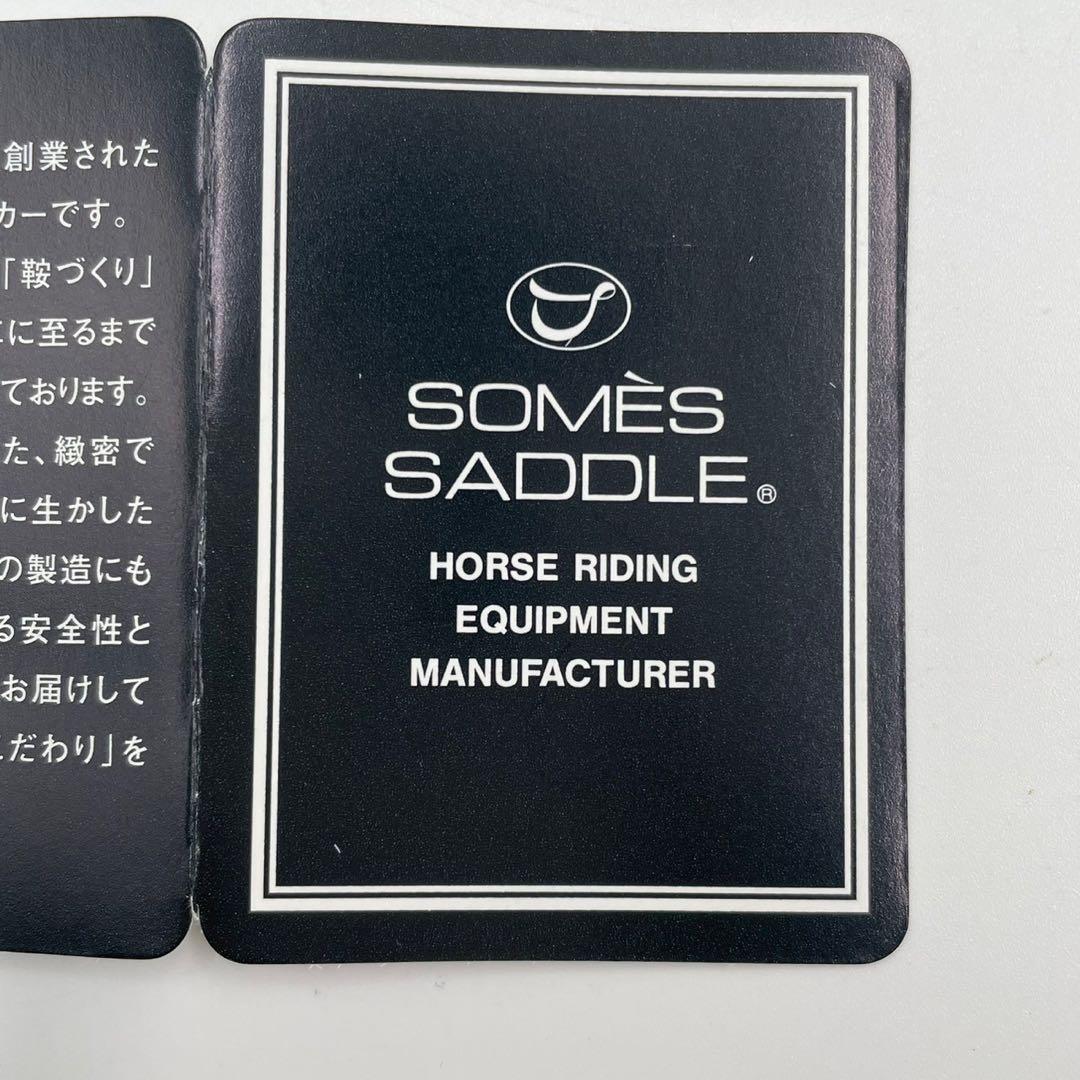 創業された
カーです。
「鞍づくり」
に至るまで
ております。
た、緻密で
に生かした
の製造にも
る安全性と
お届けして
こだわり」を
SOMÈS
SADDLE®
HORSE RIDING
EQUIPMENT
MANUFACTURER